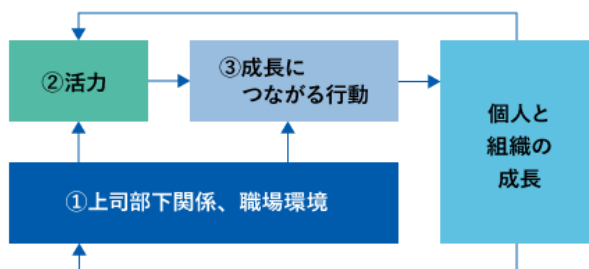 ②活力
③成長に
つながる行動
個人と
組織の
成長
①上司部下関係、職場環境